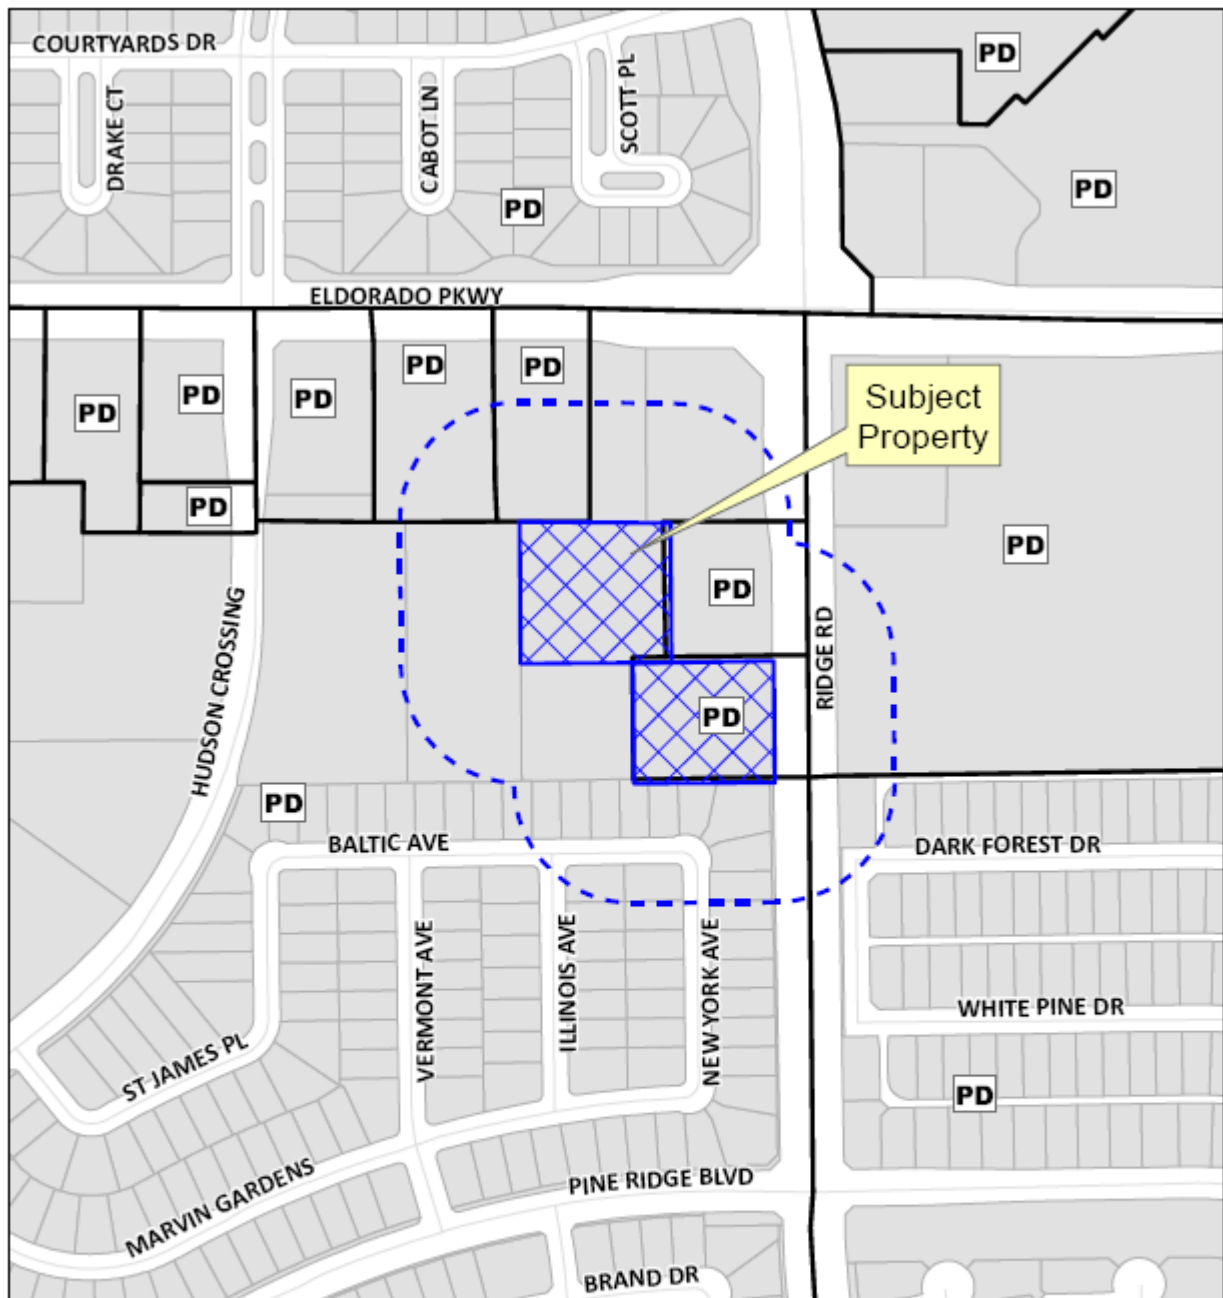 COURTYARDS DR
DRAKE CT
CABOT LN
SCOTT PL
PD
PD
PD
ELDORADO PKWY
PD
PD
PD
PD
PD
PD
Subject
Property
PD
PD
HUDSON CROSSING
RIDGE RD
PD
PD
BALTIC AVE
DARK FOREST DR
VERMONT AVE
ILLINOIS AVE
NEW YORK AVE
WHITE PINE DR
ST JAMES PL
PD
MARVIN GARDENS
PINE RIDGE BLVD
BRAND DR